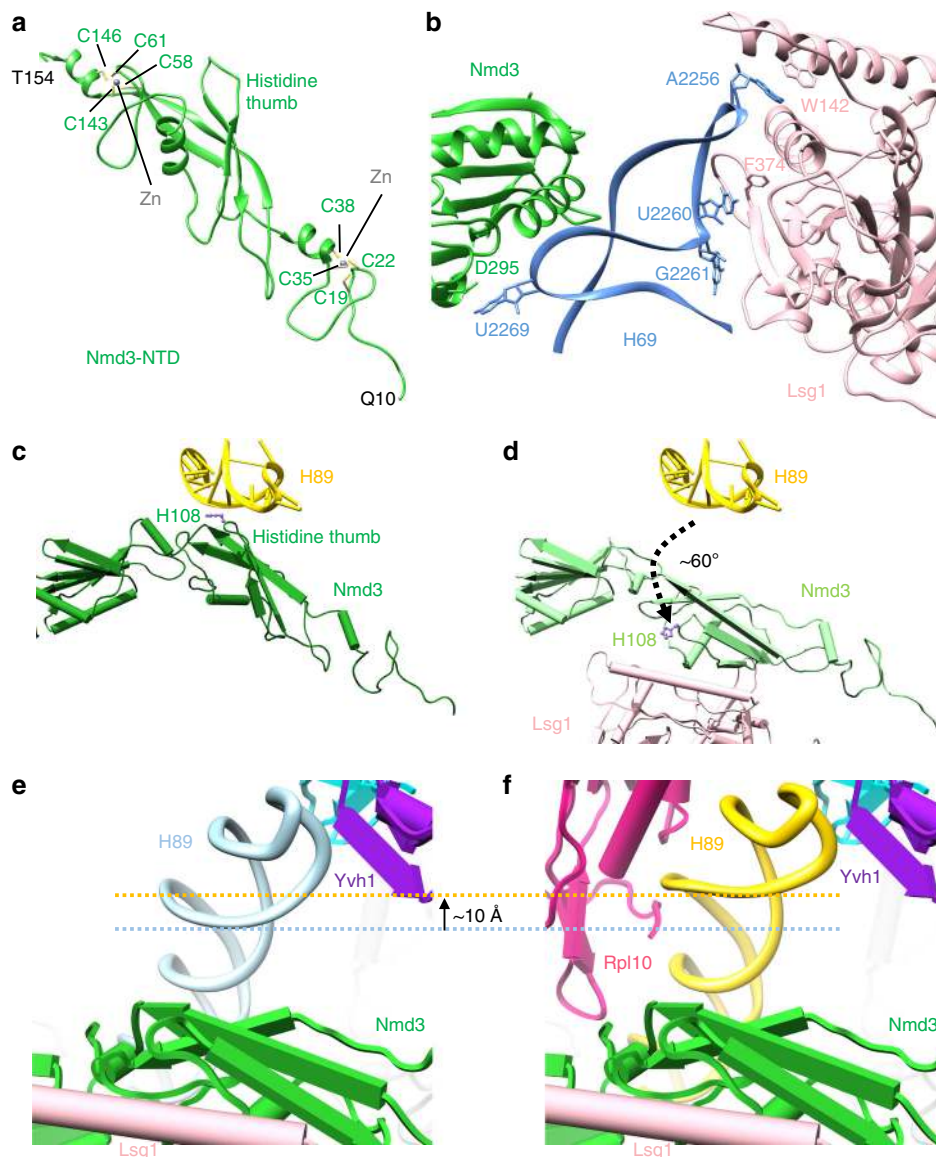 a
C146
C61
T154
C58
Histidine
thumb
C143
Zn
Zn
C38
C22
C35
C19
Nmd3-NTD
Q10
b
Nmd3
A2256
W142
F374
U2260
D295
G2261
U2269
H69
Lsg1
c
H89
H108
Histidine thumb
Nmd3
d
H89
~60°
Nmd3
H108
Lsg1
e
H89
Yvh1
~10 Å
Nmd3
Lsg1
f
H89
Yvh1
Rpl10
Nmd3
Lsg1